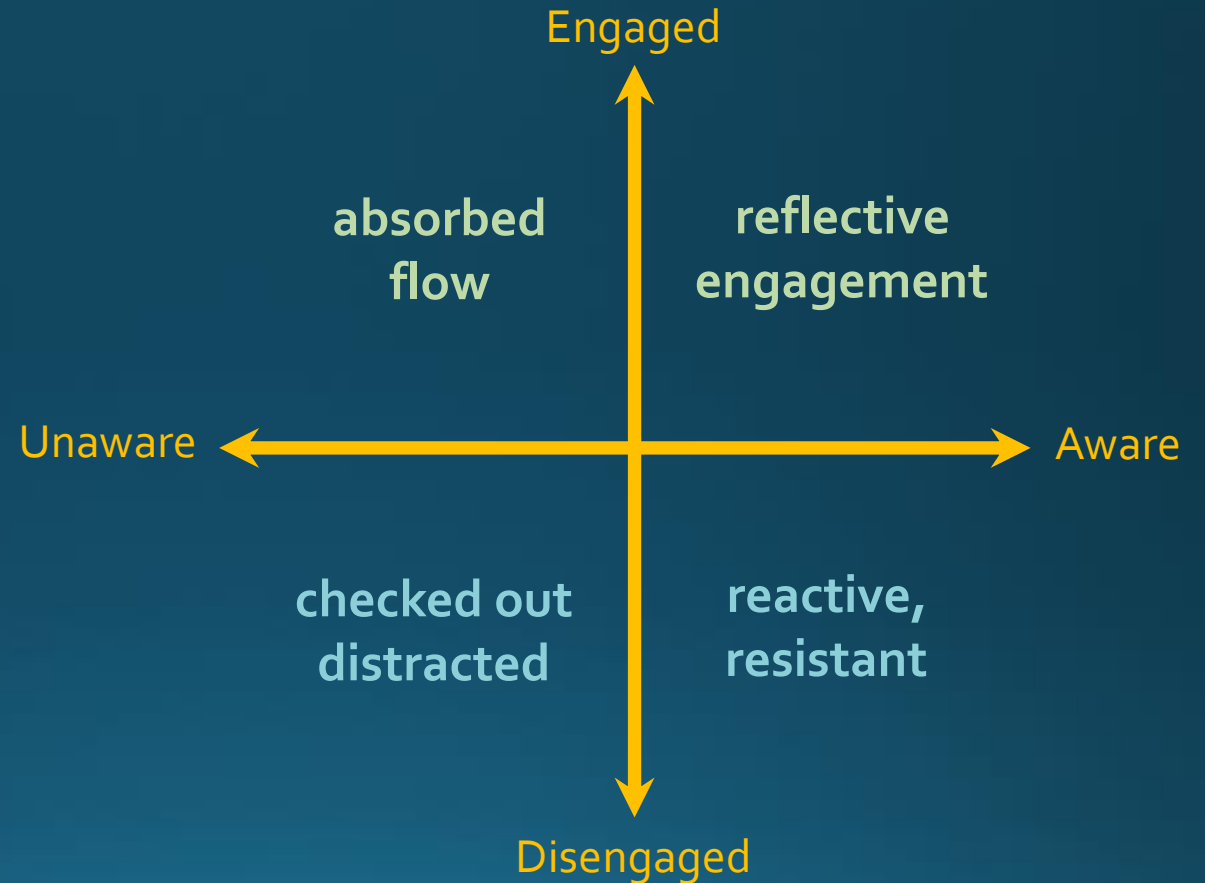 Engaged
absorbed
flow
reflective
engagement
Unaware
Aware
checked out
distracted
reactive,
resistant
Disengaged